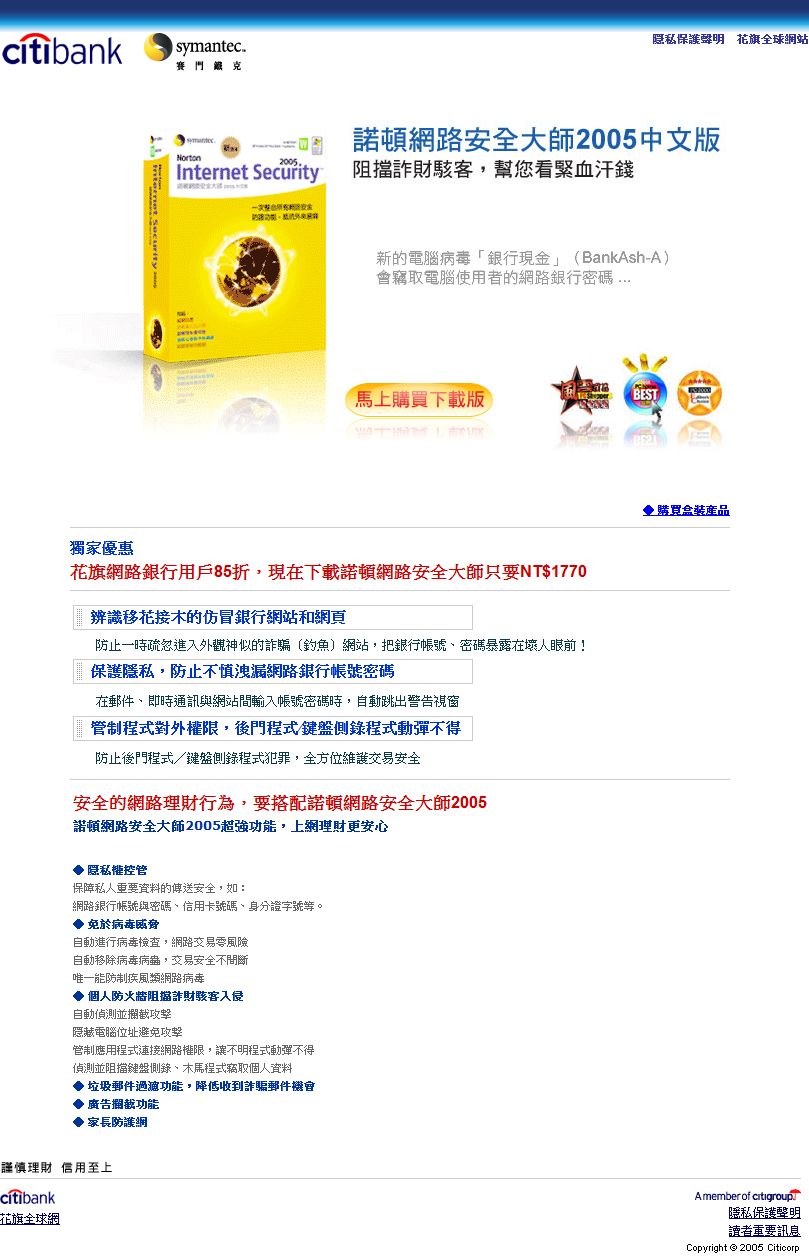 citibank
symantec.
賽門鐵克
隱私保護聲明 花旗全球網站
諾頓網路安全大師2005中文版
阻擋詐財駭客，幫您看緊血汗錢
symantec.
Norton
2005
Internet Security
諾頓網路安全大師 2005 中文版
一次整合所有網路安全
防護功能，抵抗外來威脅
新的電腦病毒「銀行現金」（BankAsh-A）
會竊取電腦使用者的網路銀行密碼 ...
馬上購買下載版
BEST
◆ 購買盒裝產品
獨家優惠
花旗網路銀行用戶85折，現在下載諾頓網路安全大師只要NT$1770
辨識移花接木的仿冒銀行網站和網頁
防止一時疏忽進入外觀神似的詐騙〔釣魚〕網站，把銀行帳號、密碼暴露在壞人眼前！
保護隱私，防止不慎洩漏網路銀行帳號密碼
在郵件、即時通訊與網站間輸入帳號密碼時，自動跳出警告視窗
管制程式對外權限，後門程式/鍵盤側錄程式動彈不得
防止後門程式／鍵盤側錄程式犯罪，全方位維護交易安全
安全的網路理財行為，要搭配諾頓網路安全大師2005
諾頓網路安全大師2005超強功能，上網理財更安心
◆ 隱私權控管
保障私人重要資料的傳送安全，如：
網路銀行帳號與密碼、信用卡號碼、身分證字號等。
◆ 免於病毒威脅
自動進行病毒檢查，網路交易零風險
自動移除病毒病蟲，交易安全不間斷
唯一能防制疾風類網路病毒
◆ 個人防火牆阻擋詐財駭客入侵
自動偵測並攔截攻擊
隱藏電腦位址避免攻擊
管制應用程式連接網路權限，讓不明程式動彈不得
偵測並阻擋鍵盤側錄、木馬程式竊取個人資料
◆ 垃圾郵件過濾功能，降低收到詐騙郵件機會
◆ 廣告攔截功能
◆ 家長防護網
謹慎理財 信用至上
citibank
花旗全球網
A member of citigroup
隱私保護聲明
讀者重要訊息
Copyright © 2005 Citicorp